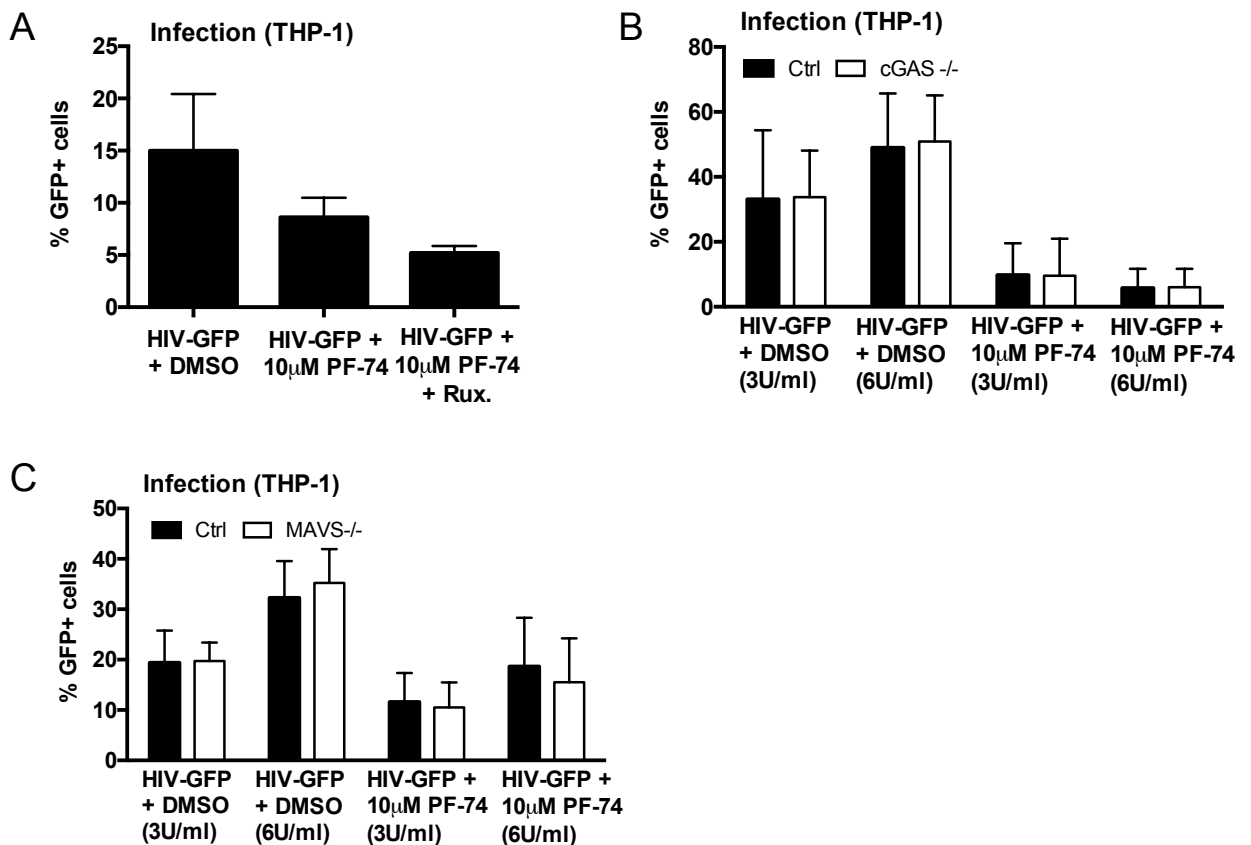 A
Infection (THP-1)
% GFP+ cells
25
20
15
10
5
0
HIV-GFP
+ DMSO
HIV-GFP +
10µM PF-74
HIV-GFP +
10µM PF-74
+ Rux.
B
Infection (THP-1)
Ctrl cGAS -/-
% GFP+ cells
80
60
40
20
0
HIV-GFP
+ DMSO
(3U/ml)
HIV-GFP
+ DMSO
(6U/ml)
HIV-GFP +
10µM PF-74
(3U/ml)
HIV-GFP +
10µM PF-74
(6U/ml)
C
Infection (THP-1)
Ctrl MAVS-/-
% GFP+ cells
50
40
30
20
10
0
HIV-GFP
+ DMSO
(3U/ml)
HIV-GFP
+ DMSO
(6U/ml)
HIV-GFP +
10µM PF-74
(3U/ml)
HIV-GFP +
10µM PF-74
(6U/ml)